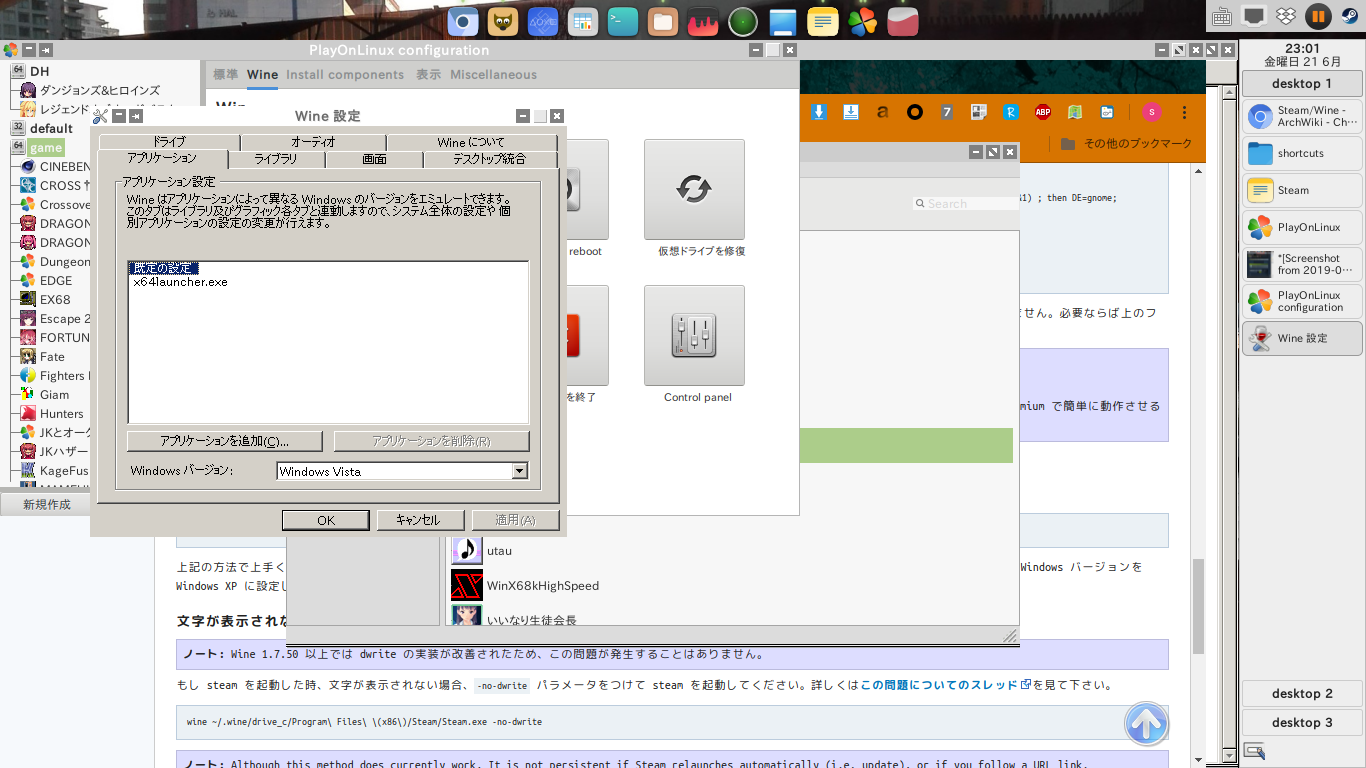 PlayOnLinux configuration
23:01
金曜日 21 6月
desktop 1
Steam/Wine -
ArchWiki - Ch…
shortcuts
Steam
PlayOnLinux
*[Screenshot
from 2019-0…
PlayOnLinux
configuration
Wine 設定
desktop 2
desktop 3
DH
ダンジョンズ&ヒロインズ
default
game
CINEBEN
CROSS†
Crossove
DRAGON
DRAGON
Dungeon
EDGE
EX68
Escape 2
FORTUN
Fate
Fighters
Giam
Hunters
JKとオーク
JKハザー
KageFus
新規作成
標準 Wine Install components 表示 Miscellaneous
reboot
仮想ドライブを修復
を終了
Control panel
Wine 設定
ドライブ オーディオ Wine について
アプリケーション ライブラリ 画面 デスクトップ統合
アプリケーション設定
Wine はアプリケーションによって異なる Windows のバージョンをエミュレートできます。
このタブはライブラリ及びグラフィック各タブと連動しますので、システム全体の設定や 個
別アプリケーションの設定の変更が行えます。
既定の設定
x64launcher.exe
アプリケーションを追加(C)... アプリケーションを削除(R)
Windows バージョン: Windows Vista
OK キャンセル 適用(A)
Search
utau
WinX68kHighSpeed
いいなり生徒会長
その他のブックマーク
&1) ; then DE=gnome;
せん。必要ならば上のフ
mium で簡単に動作させる
上記の方法で上手く
Windows バージョンを
Windows XP に設定し
文字が表示されな
ノート: Wine 1.7.50 以上では dwrite の実装が改善されたため、この問題が発生することはありません。
もし steam を起動した時、文字が表示されない場合、-no-dwrite パラメータをつけて steam を起動してください。詳しくはこの問題についてのスレッドを見て下さい。
wine ~/.wine/drive_c/Program\ Files\ \(x86\)/Steam/Steam.exe -no-dwrite
ノート: Although this method does currently work, It is not persistent if Steam relaunches automatically (i.e. update), or if you follow a URL link.